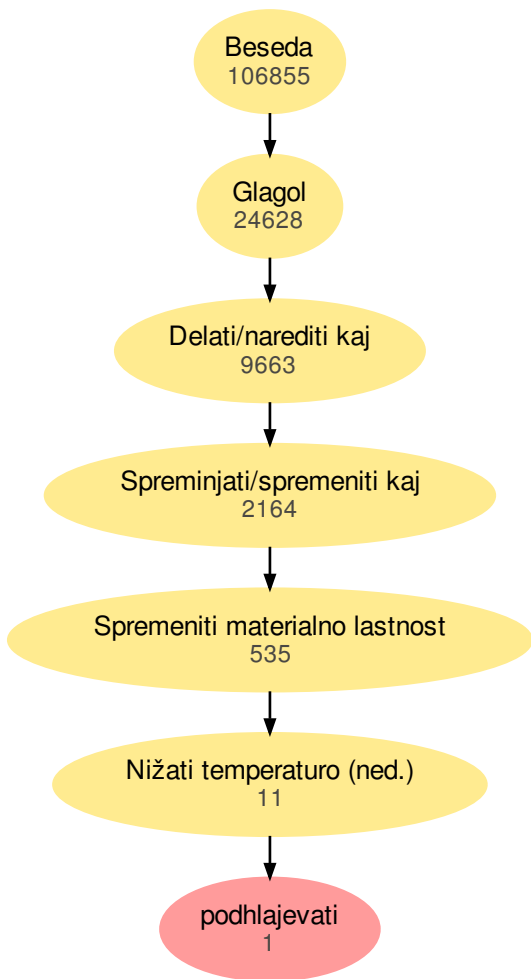 Beseda
106855
Glagol
24628
Delati/narediti kaj
9663
Spreminjati/spremeniti kaj
2164
Spremeniti materialno lastnost
535
Nižati temperaturo (ned.)
11
podhlajevati
1